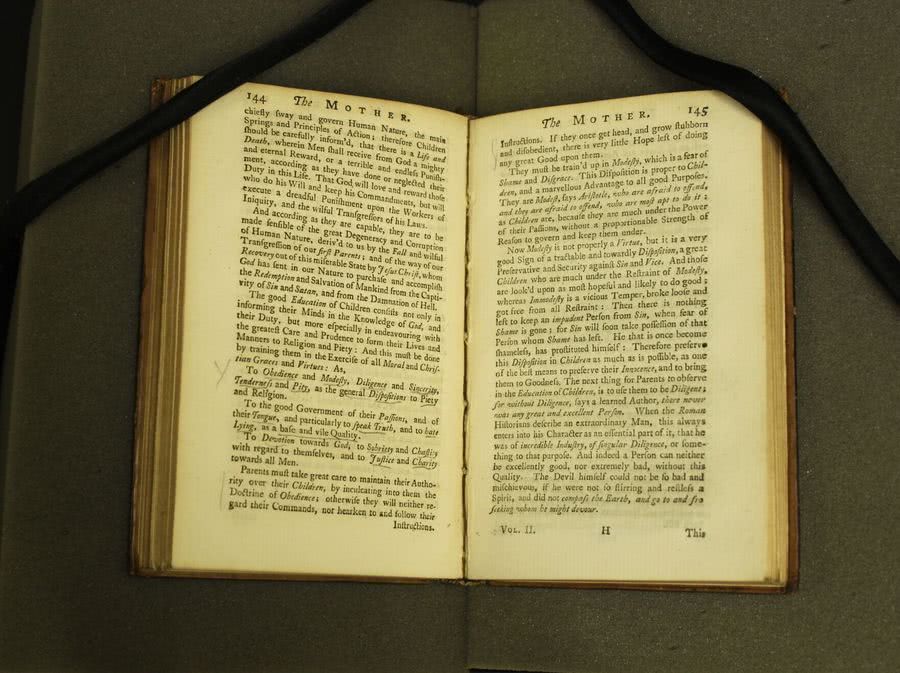 144 The MOTHER.
chiefly sway and govern Human Nature, the main
Springs and Principles of Action; therefore Children
should be carefully inform'd, that there is a Life and
Death, wherein Men shall receive from God a mighty
and eternal Reward, or a terrible and endless Punish-
ment, according as they have done or neglected their
Duty in this Life. That God will love and reward those
who do his Will and keep his Commandments, but will
execute a dreadful Punishment upon the Workers of
Iniquity, and the wilful Transgressors of his Laws.
And according as they are capable, they are to be
made sensible of the great Degeneracy and Corruption
of Human Nature, deriv'd to us by the Fall and wilful
Transgression of our first Parents; and of the way of our
Recovery out of this miserable State by Jesus Christ, whom
God has sent in our Nature to purchase and accomplish
the Redemption and Salvation of Mankind from the Capti-
vity of Sin and Satan, and from the Damnation of Hell.
The good Education of Children consists not only in
informing their Minds in the Knowledge of God, and
their Duty, but more especially in endeavouring with
the greatest Care and Prudence to form their Lives and
Manners to Religion and Piety: And this must be done
by training them in the Exercise of all Moral and Chris-
tian Graces and Virtues: As,
To Obedience and Modesty, Diligence and Sincerity,
Tenderness and Pity, as the general Dispositions to Piety
and Religion.
To the good Government of their Passions, and of
their Tongue, and particularly to speak Truth, and to hate
Lying, as a base and vile Quality.
To Devotion towards God, to Sobriety and Chastity
with regard to themselves, and to Justice and Charity
towards all Men.
Parents must take great care to maintain their Autho-
rity over their Children, by inculcating into them the
Doctrine of Obedience; otherwise they will neither re-
gard their Commands, nor hearken to and follow their
Instructions.
The MOTHER. 145
Instructions. If they once get head, and grow stubborn
and disobedient, there is very little Hope left of doing
any great Good upon them.
They must be train'd up in Modesty, which is a fear of
Shame and Disgrace. This Disposition is proper to Chil-
dren, and a marvellous Advantage to all good Purposes.
They are Modest, says Aristotle, who are afraid to offend,
and they are afraid to offend, who are most apt to do it;
as Children are, because they are much under the Power
of their Passions, without a proportionable Strength of
Reason to govern and keep them under.
Now Modesty is not properly a Virtue, but it is a very
good Sign of a tractable and towardly Disposition, a great
Preservative and Security against Sin and Vice. And those
Children who are much under the Restraint of Modesty,
are look'd upon as most hopeful and likely to do good;
whereas Immodesty is a vicious Temper, broke loose and
got free from all Restraint: Then there is nothing
left to keep an impudent Person from Sin, when fear of
Shame is gone; for Sin will soon take possession of that
Person whom Shame has left. He that is once become
shameless, has prostituted himself: Therefore preserve
this Disposition in Children as much as is possible, as one
of the best means to preserve their Innocence, and to bring
them to Goodness. The next thing for Parents to observe
in the Education of Children, is to use them to be Diligent;
for without Diligence, says a learned Author, there never
was any great and excellent Person. When the Roman
Historians describe an extraordinary Man, this always
enters into his Character as an essential part of it, that he
was of incredible Industry, of singular Diligence, or some-
thing to that purpose. And indeed a Person can neither
be excellently good, nor extremely bad, without this
Quality. The Devil himself could not be so bad and
mischievous, if he were not so stirring and restless a
Spirit, and did not compass the Earth, and go to and fro
seeking whom he might devour.
VOL. II. H This